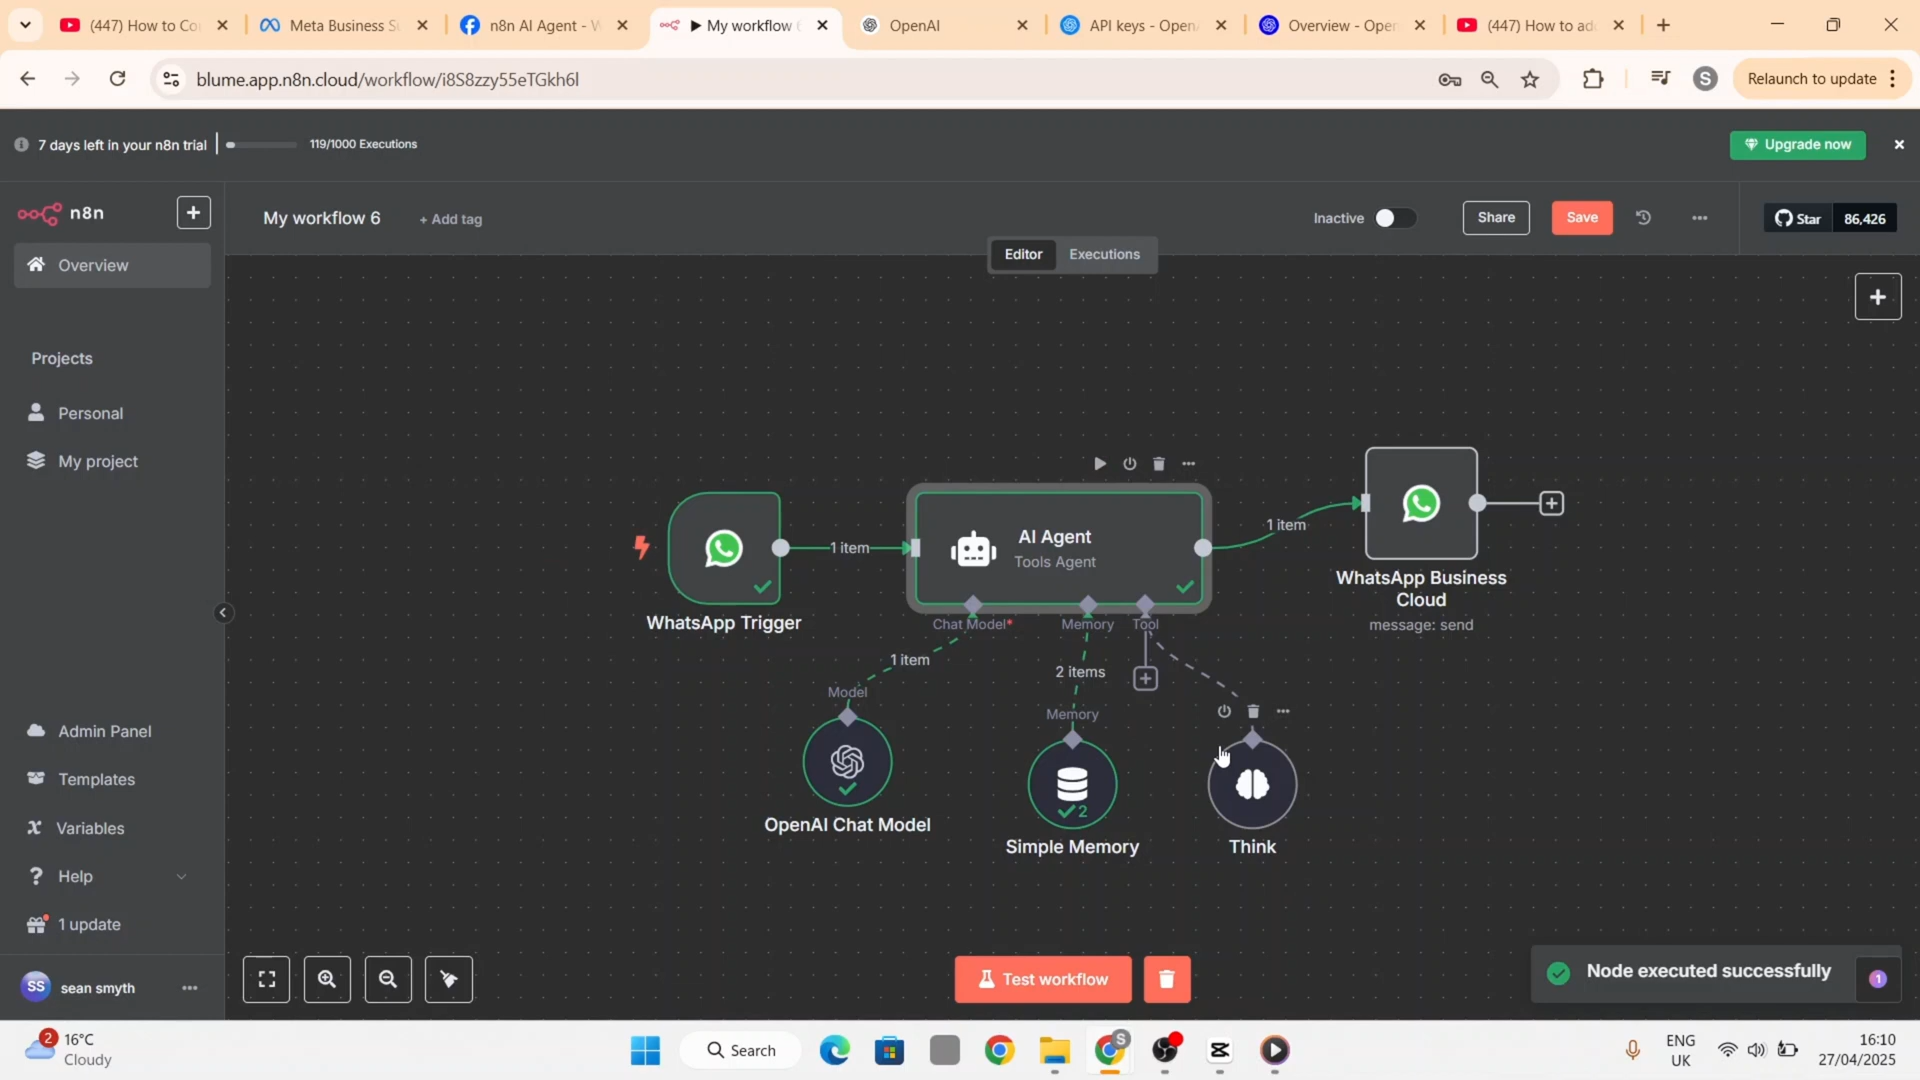 (447) How to Co
Meta Business S
n8n AI Agent - W
My workflow 6
OpenAI
API keys - Open
Overview - Open
(447) How to ad
blume.app.n8n.cloud/workflow/i8S8zzy55eTGkh6l
S
Relaunch to update
7 days left in your n8n trial
119/1000 Executions
Upgrade now
n8n
My workflow 6
+ Add tag
Inactive
Share
Save
Star
86,426
Overview
Editor
Executions
Projects
Personal
My project
1 item
AI Agent
Tools Agent
1 item
WhatsApp Business
Cloud
message: send
WhatsApp Trigger
Chat Model*
Memory
Tool
1 item
2 items
Model
Memory
2
OpenAI Chat Model
Simple Memory
Think
Admin Panel
Templates
Variables
Help
1 update
SS
sean smyth
Test workflow
Node executed successfully
1
2
16°C
Cloudy
Search
S
ENG
UK
16:10
27/04/2025